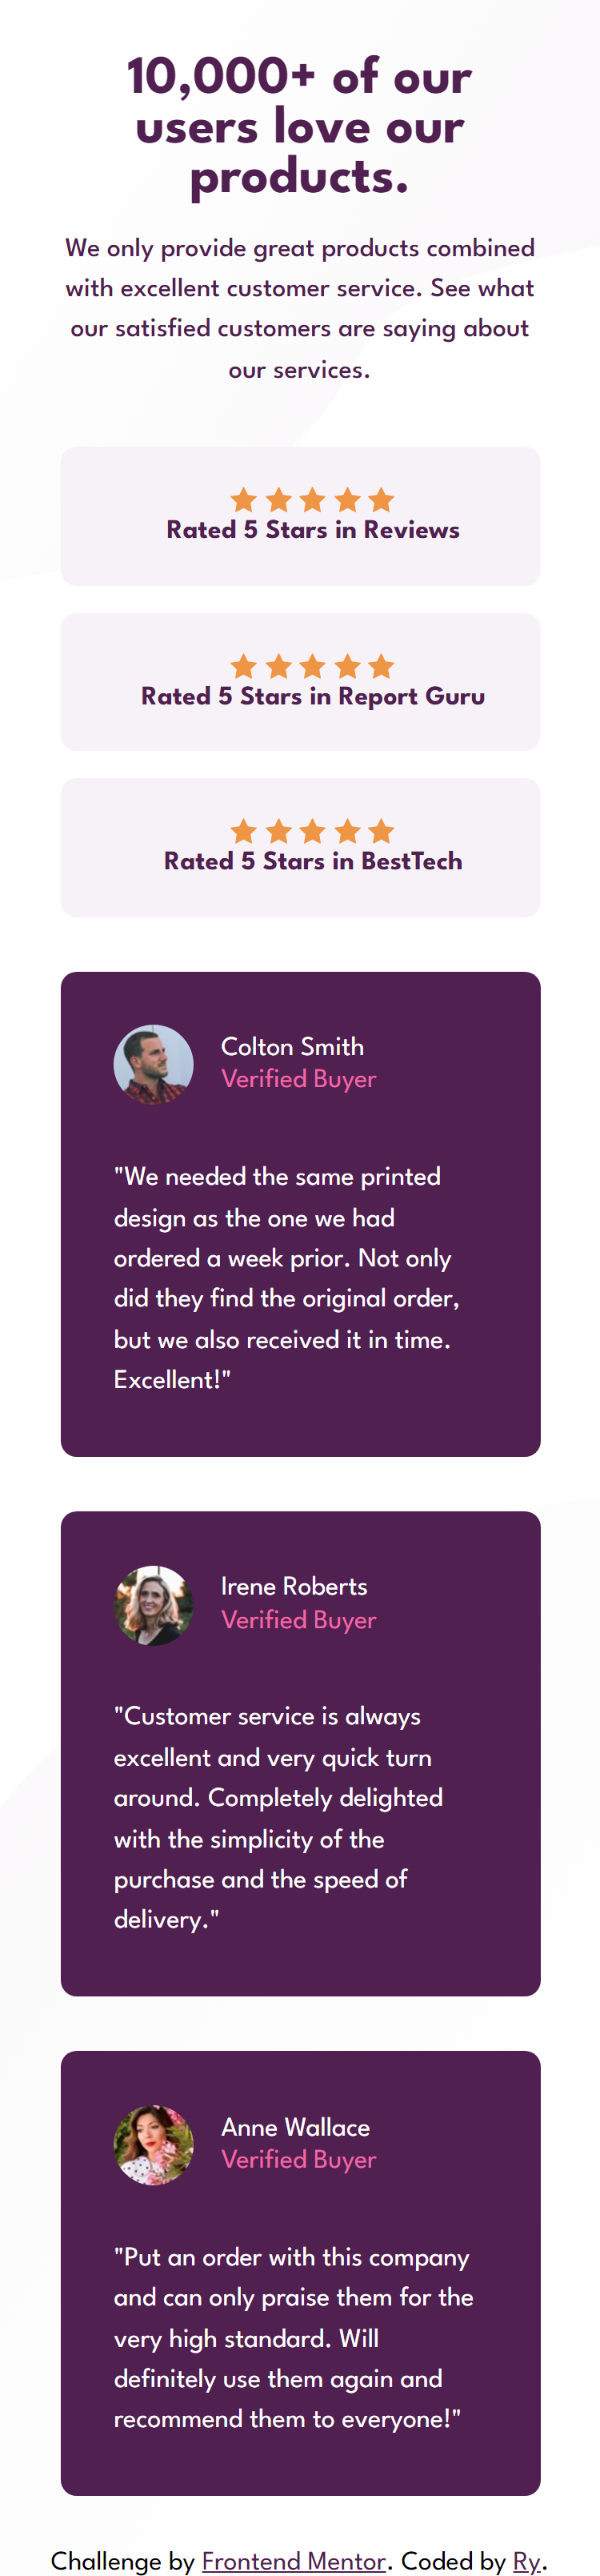 10,000+ of our
users love our
products.
We only provide great products combined
with excellent customer service. See what
our satisfied customers are saying about
our services.
Rated 5 Stars in Reviews
Rated 5 Stars in Report Guru
Rated 5 Stars in BestTech
Colton Smith
Verified Buyer
"We needed the same printed
design as the one we had
ordered a week prior. Not only
did they find the original order,
but we also received it in time.
Excellent!"
Irene Roberts
Verified Buyer
"Customer service is always
excellent and very quick turn
around. Completely delighted
with the simplicity of the
purchase and the speed of
delivery."
Anne Wallace
Verified Buyer
"Put an order with this company
and can only praise them for the
very high standard. Will
definitely use them again and
recommend them to everyone!"
Challenge by Frontend Mentor. Coded by Ry.